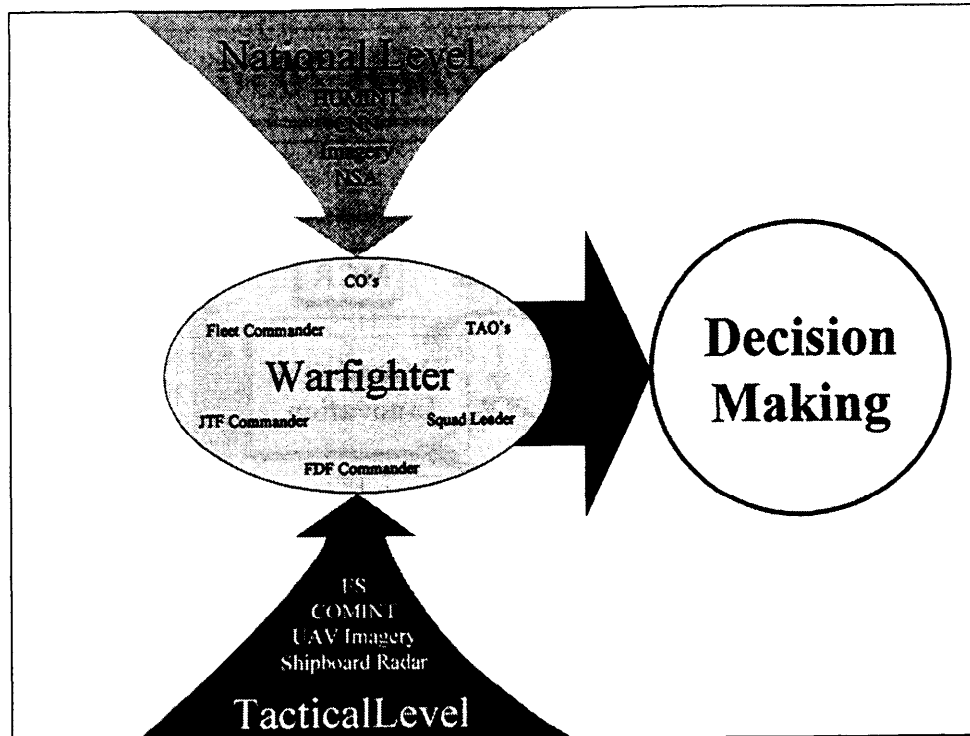 National Level
HUMINT
CNN
Imagery
NSA
CO's
Fleet Commander
TAO's
Warfighter
JTF Commander
Squad Leader
FDF Commander
Decision
Making
ES
COMINT
UAV Imagery
Shipboard Radar
TacticalLevel